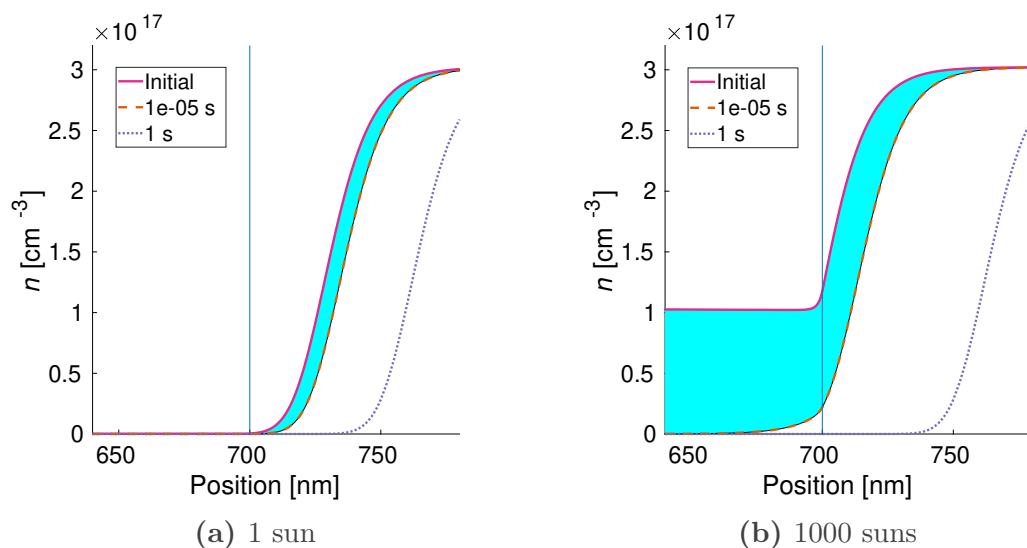 ×10^17
3
2.5
2
1.5
1
0.5
0
n [cm^-3]
Initial
1e-05 s
1 s
650
700
750
Position [nm]
(a) 1 sun
×10^17
3
2.5
2
1.5
1
0.5
0
n [cm^-3]
Initial
1e-05 s
1 s
650
700
750
Position [nm]
(b) 1000 suns